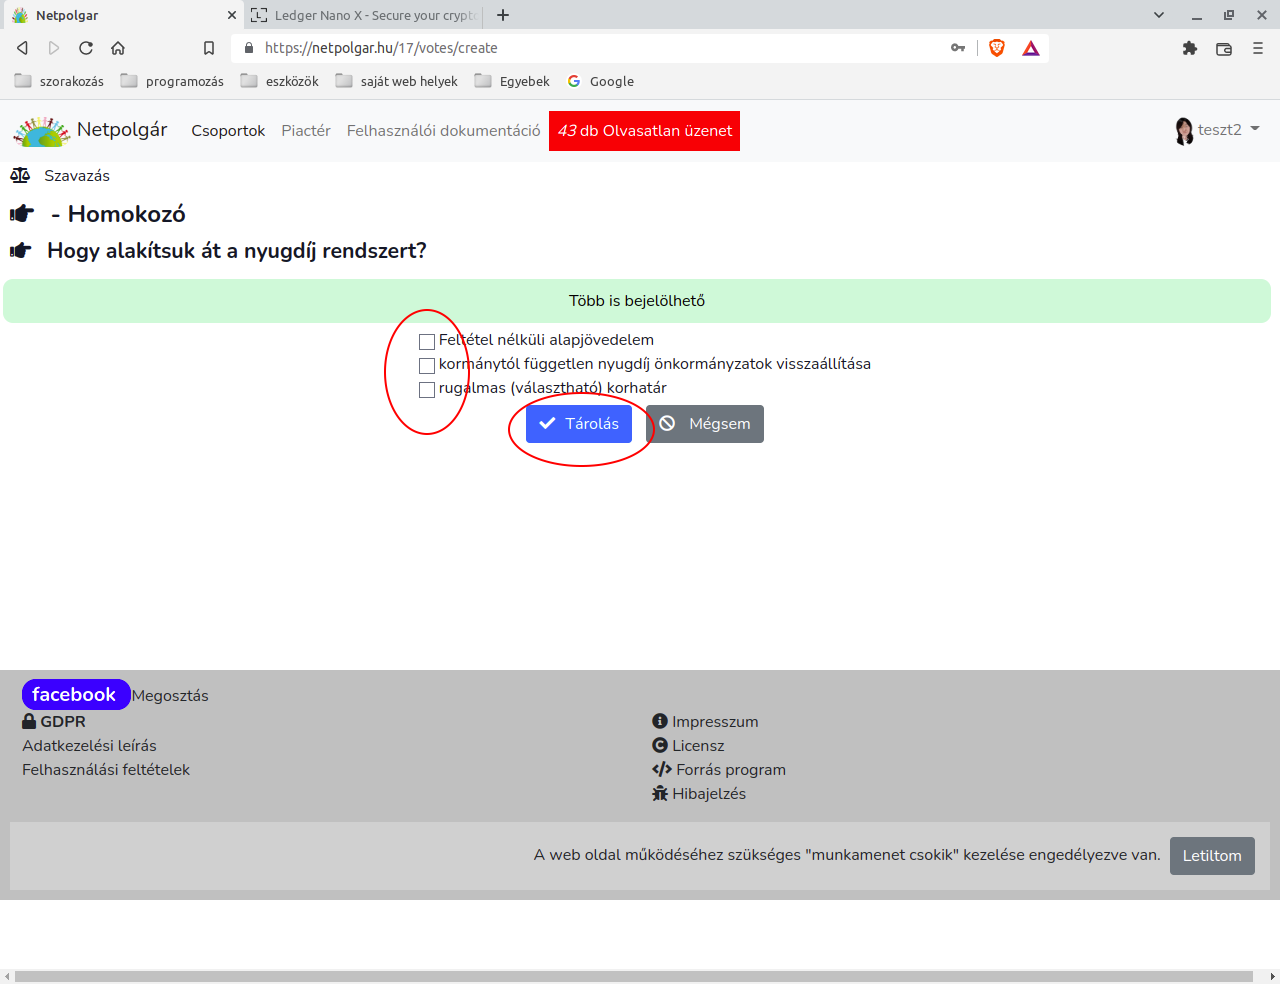 Netpolgar
Ledger Nano X - Secure your crypto
https://netpolgar.hu/17/votes/create
szorakozás programozás eszközök saját web helyek Egyebek Google
Netpolgár Csoportok Piactér Felhasználói dokumentáció 43 db Olvasatlan üzenet teszt2
Szavazás
- Homokozó
Hogy alakítsuk át a nyugdíj rendszert?
Több is bejelölhető
Feltétel nélküli alapjövedelem
kormánytól független nyugdíj önkormányzatok visszaállítása
rugalmas (választható) korhatár
Tárolás Mégsem
facebook Megosztás
GDPR
Adatkezelési leírás
Felhasználási feltételek
Impresszum
Licensz
Forrás program
Hibajelzés
A web oldal működéséhez szükséges "munkamenet csokik" kezelése engedélyezve van. Letiltom